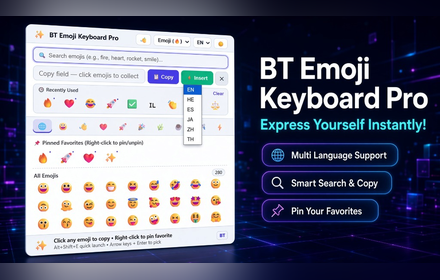 BT Emoji Keyboard Pro
Emoji (🔥)
EN
Search emojis (e.g., fire, heart, rocket, smile)...
Copy field — click emojis to collect
Copy
Insert
Recently Used
Clear
IL
EN
HE
ES
JA
ZH
TH
Pinned Favorites (Right-click to pin/unpin)
All Emojis
280
Click any emoji to copy • Right-click to pin favorite
Alt+Shift+E quick launch • Arrow keys • Enter to pick
BT
BT Emoji
Keyboard Pro
Express Yourself Instantly!
Multi Language Support
Smart Search & Copy
Pin Your Favorites